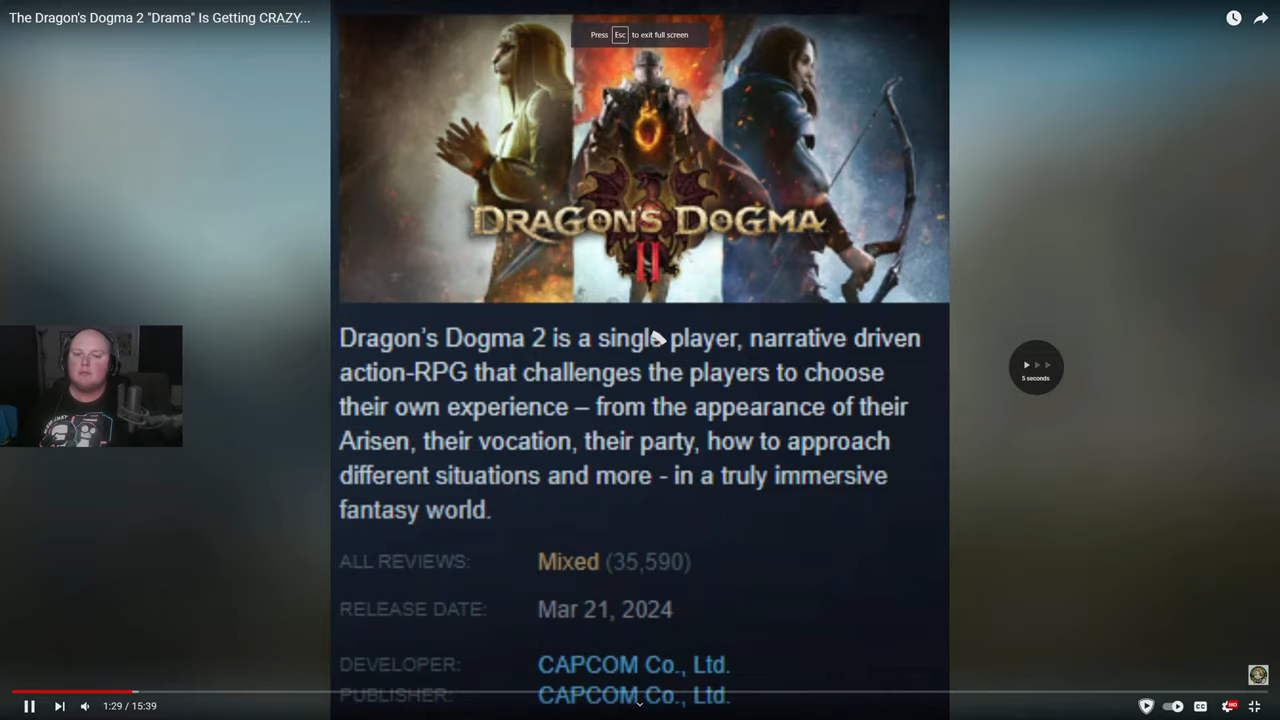 The Dragon's Dogma 2 "Drama" Is Getting CRAZY...
Press Esc to exit full screen
DRAGON'S DOGMA
II
Dragon's Dogma 2 is a single player, narrative driven
action-RPG that challenges the players to choose
their own experience – from the appearance of their
Arisen, their vocation, their party, how to approach
different situations and more - in a truly immersive
fantasy world.
ALL REVIEWS: Mixed (35,590)
RELEASE DATE: Mar 21, 2024
DEVELOPER: CAPCOM Co., Ltd.
PUBLISHER: CAPCOM Co., Ltd.
5 seconds
1:29 / 15:39
CC
HD